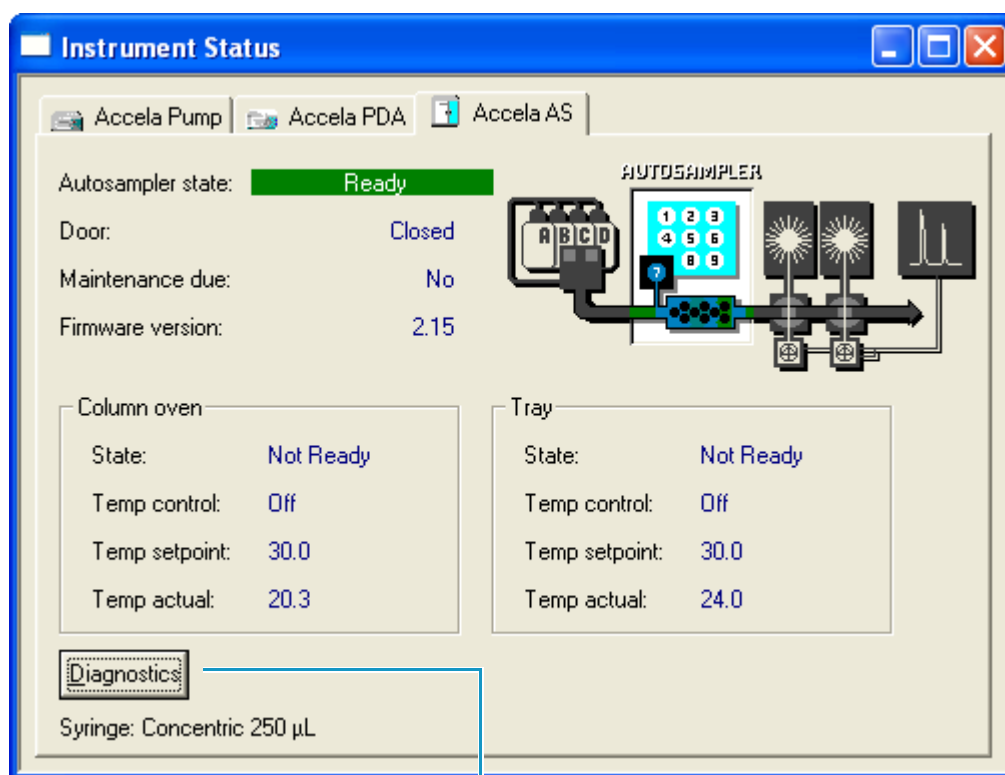 Instrument Status
Accela Pump Accela PDA Accela AS
Autosampler state: Ready
Door: Closed
Maintenance due: No
Firmware version: 2.15
AUTOSAMPLER
A B C D
1 2 3
4 5 6
8 9
7
Column oven
State: Not Ready
Temp control: Off
Temp setpoint: 30.0
Temp actual: 20.3
Tray
State: Not Ready
Temp control: Off
Temp setpoint: 30.0
Temp actual: 24.0
Diagnostics
Syringe: Concentric 250 µL